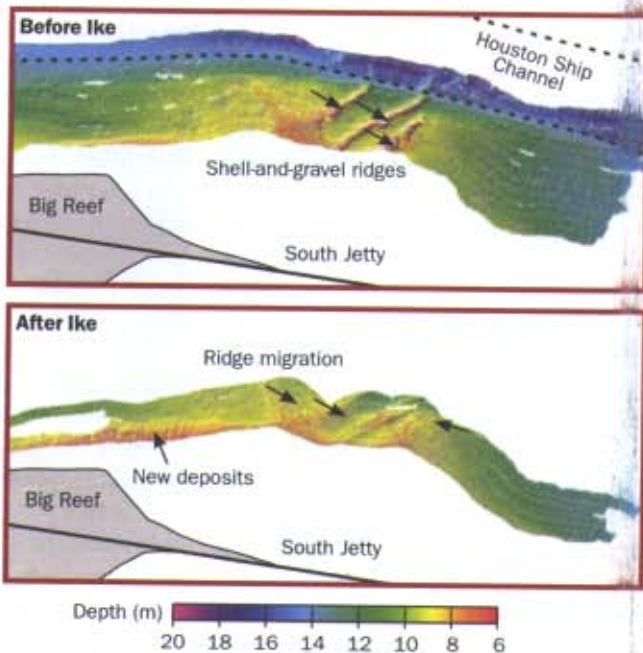 Before Ike
Houston Ship
Channel
Shell-and-gravel ridges
Big Reef
South Jetty
After Ike
Ridge migration
New deposits
Big Reef
South Jetty
Depth (m)
20 18 16 14 12 10 8 6